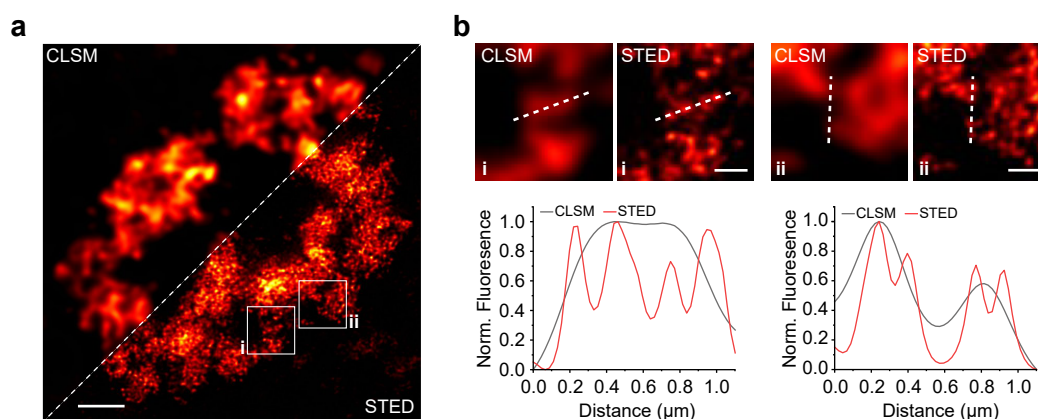 a
CLSM
i
ii
STED
b
CLSM
i
STED
i
CLSM
ii
STED
ii
Norm. Fluoresence
1.0
0.8
0.6
0.4
0.2
0.0
CLSM STED
0.0 0.2 0.4 0.6 0.8 1.0
Distance (µm)
Norm. Fluoresence
1.0
0.8
0.6
0.4
0.2
0.0
CLSM STED
0.0 0.2 0.4 0.6 0.8 1.0
Distance (µm)